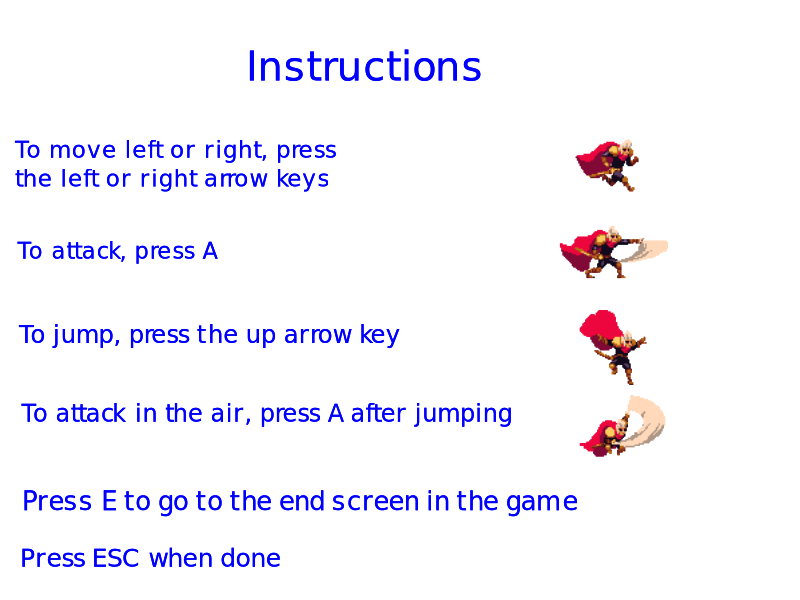 Instructions
To move left or right, press
the left or right arrow keys
To attack, press A
To jump, press the up arrow key
To attack in the air, press A after jumping
Press E to go to the end screen in the game
Press ESC when done